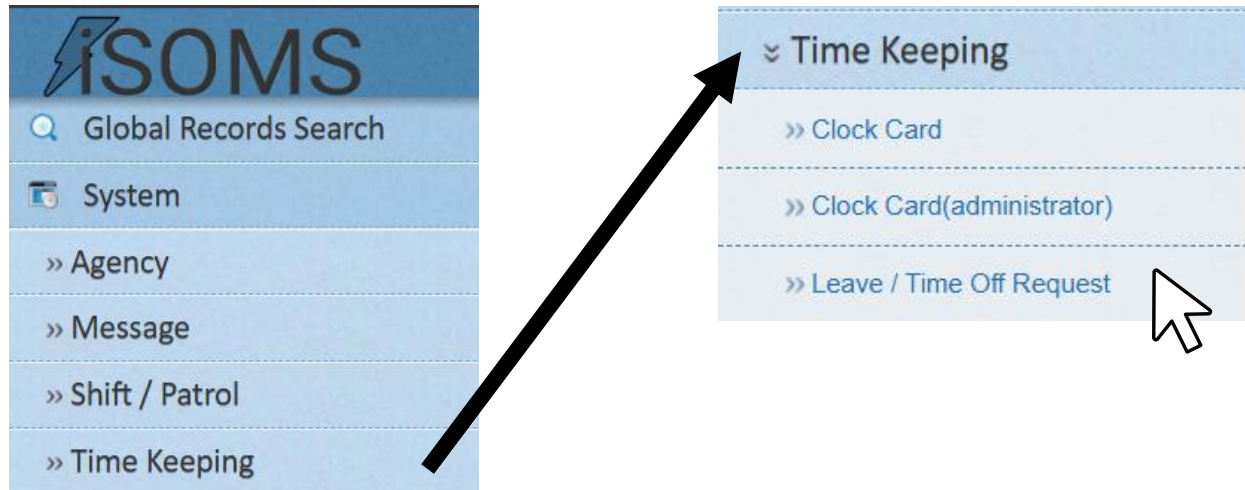 iSOMS
Global Records Search
System
» Agency
» Message
» Shift / Patrol
» Time Keeping
Time Keeping
» Clock Card
» Clock Card(administrator)
» Leave / Time Off Request